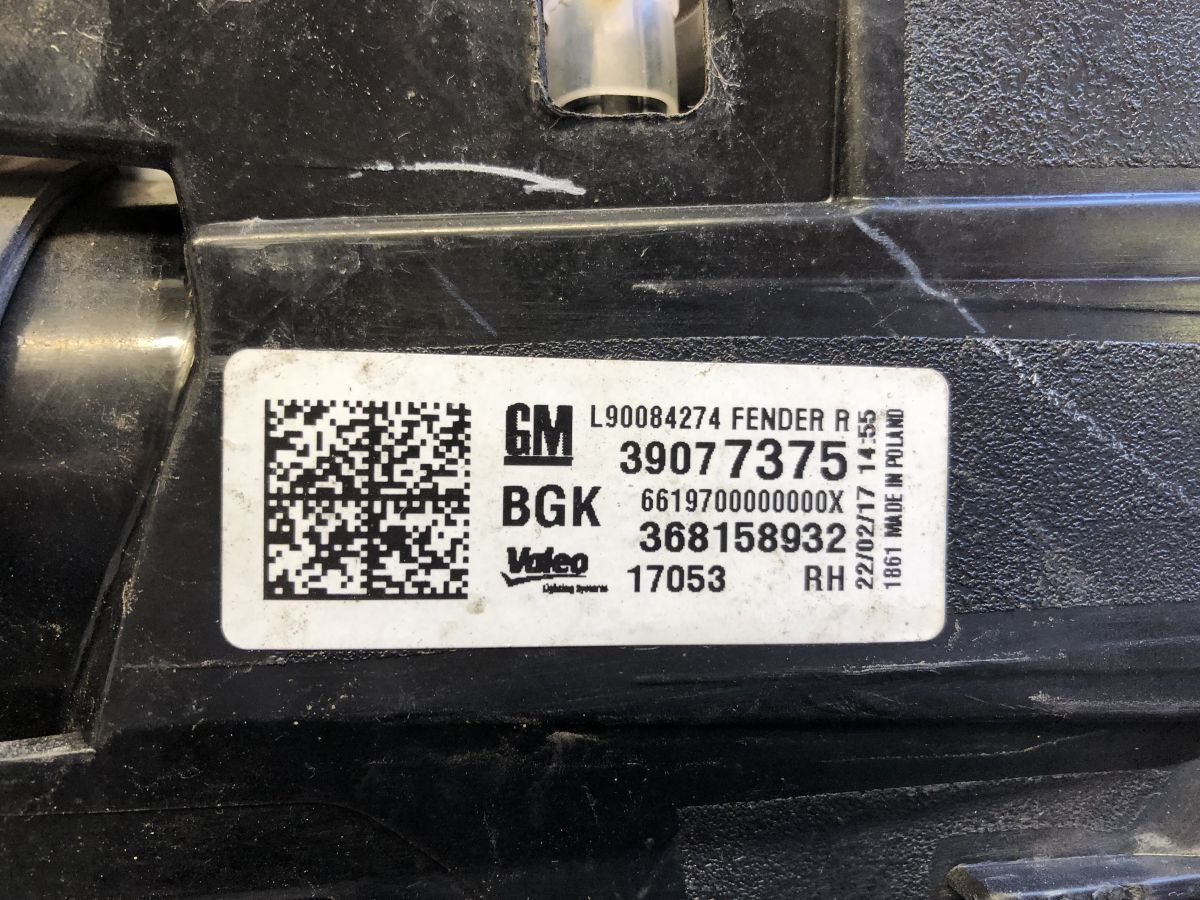 GM
L90084274 FENDER R
39077375
BGK
6619700000000X
368158932
Valeo
Lighting Systems
17053 RH
22/02/17 14:55
1861 MADE IN POLAND